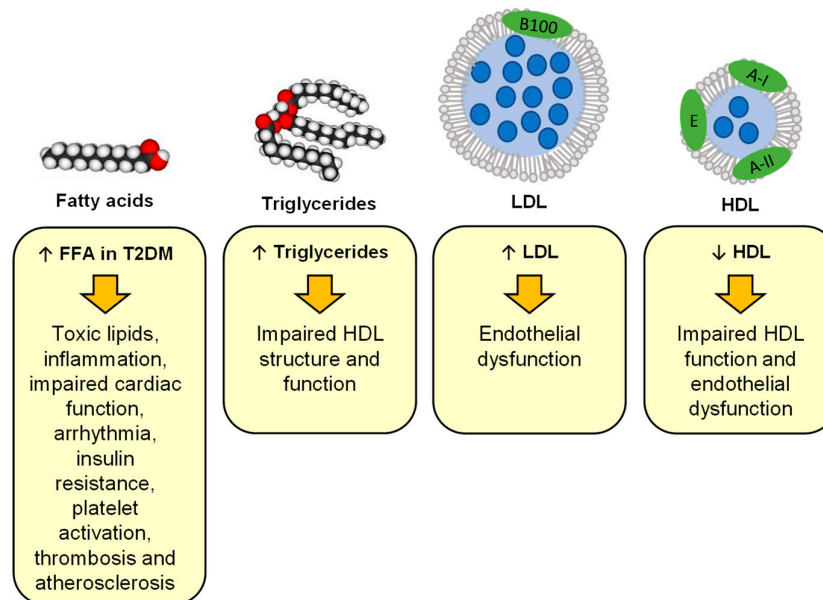 B100
A-I
E
A-II
Fatty acids
Triglycerides
LDL
HDL
↑ FFA in T2DM
Toxic lipids,
inflammation,
impaired cardiac
function,
arrhythmia,
insulin
resistance,
platelet
activation,
thrombosis and
atherosclerosis
↑ Triglycerides
Impaired HDL
structure and
function
↑ LDL
Endothelial
dysfunction
↓ HDL
Impaired HDL
function and
endothelial
dysfunction